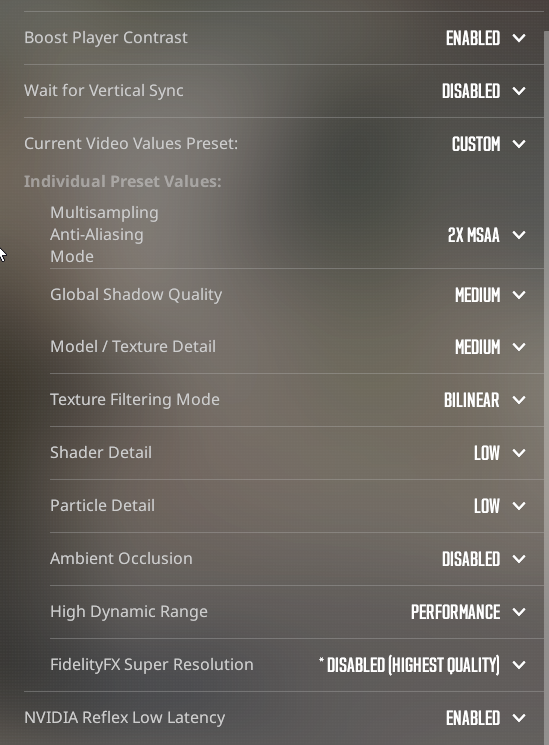 Boost Player Contrast ENABLED
Wait for Vertical Sync DISABLED
Current Video Values Preset: CUSTOM
Individual Preset Values:
Multisampling
Anti-Aliasing 2X MSAA
Mode
Global Shadow Quality MEDIUM
Model / Texture Detail MEDIUM
Texture Filtering Mode BILINEAR
Shader Detail LOW
Particle Detail LOW
Ambient Occlusion DISABLED
High Dynamic Range PERFORMANCE
FidelityFX Super Resolution * DISABLED (HIGHEST QUALITY)
NVIDIA Reflex Low Latency ENABLED